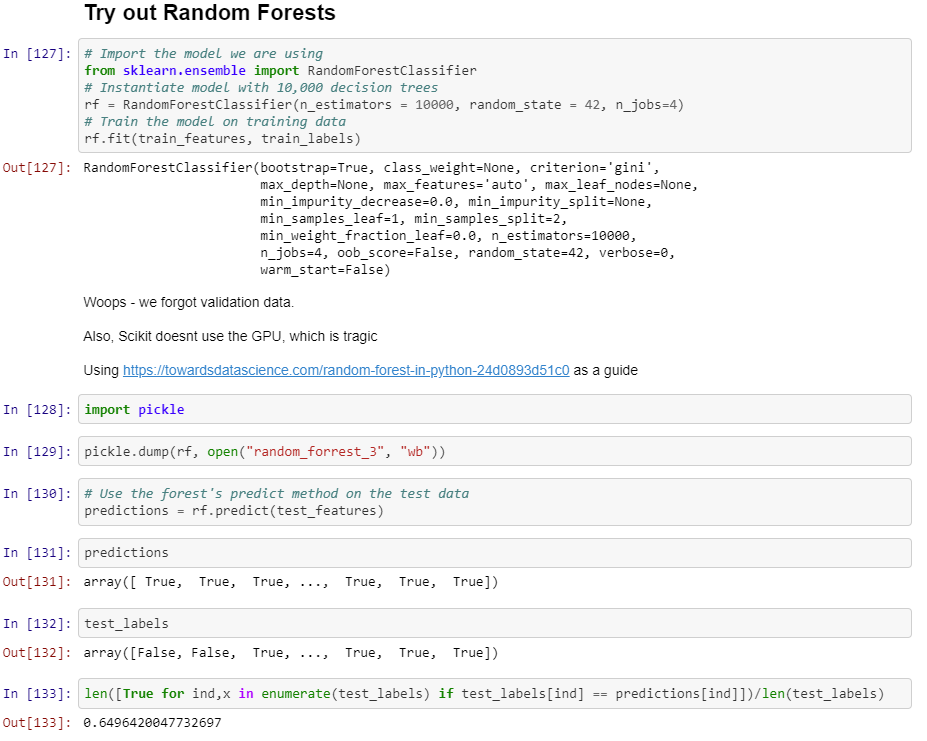 Try out Random Forests
In [127]: # Import the model we are using
from sklearn.ensemble import RandomForestClassifier
# Instantiate model with 10,000 decision trees
rf = RandomForestClassifier(n_estimators = 10000, random_state = 42, n_jobs=4)
# Train the model on training data
rf.fit(train_features, train_labels)
Out[127]: RandomForestClassifier(bootstrap=True, class_weight=None, criterion='gini',
max_depth=None, max_features='auto', max_leaf_nodes=None,
min_impurity_decrease=0.0, min_impurity_split=None,
min_samples_leaf=1, min_samples_split=2,
min_weight_fraction_leaf=0.0, n_estimators=10000,
n_jobs=4, oob_score=False, random_state=42, verbose=0,
warm_start=False)
Woops - we forgot validation data.
Also, Scikit doesnt use the GPU, which is tragic
Using https://towardsdatascience.com/random-forest-in-python-24d0893d51c0 as a guide
In [128]: import pickle
In [129]: pickle.dump(rf, open("random_forrest_3", "wb"))
In [130]: # Use the forest's predict method on the test data
predictions = rf.predict(test_features)
In [131]: predictions
Out[131]: array([ True,  True,  True, ...,  True,  True,  True])
In [132]: test_labels
Out[132]: array([False, False,  True, ...,  True,  True,  True])
In [133]: len([True for ind,x in enumerate(test_labels) if test_labels[ind] == predictions[ind]])/len(test_labels)
Out[133]: 0.6496420047732697